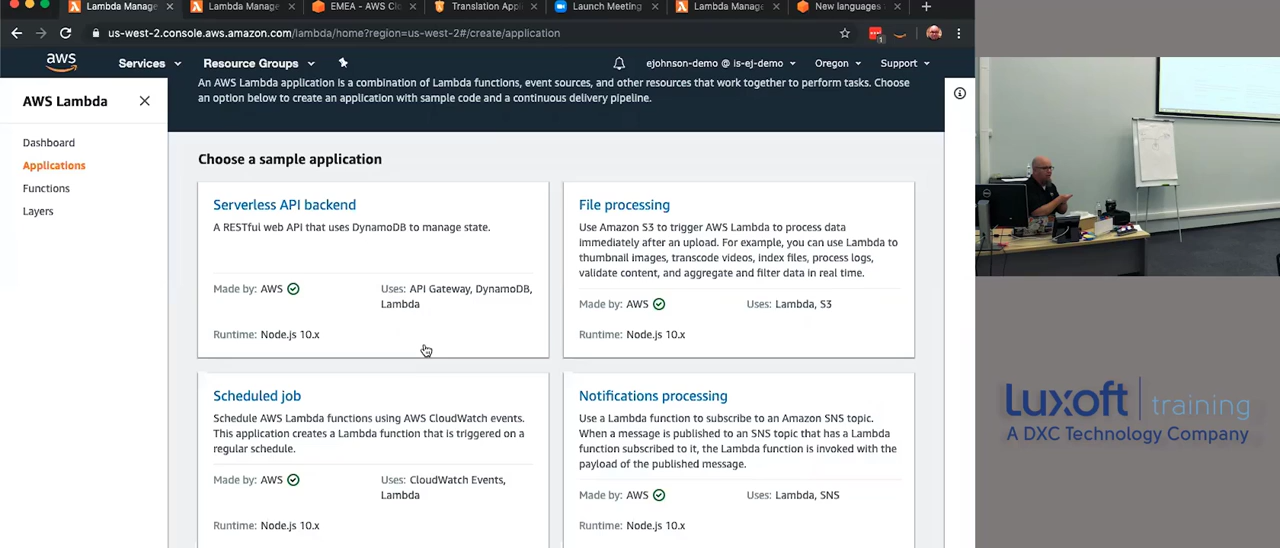 Lambda Manage
Lambda Manage
EMEA - AWS Cl
Translation Appl
Launch Meeting
Lambda Manage
New languages
us-west-2.console.aws.amazon.com/lambda/home?region=us-west-2#/create/application
1
aws
Services
Resource Groups
ejohnson-demo @ is-ej-demo
Oregon
Support
AWS Lambda
Dashboard
Applications
Functions
Layers
An AWS Lambda application is a combination of Lambda functions, event sources, and other resources that work together to perform tasks. Choose
an option below to create an application with sample code and a continuous delivery pipeline.
Choose a sample application
Serverless API backend
A RESTful web API that uses DynamoDB to manage state.
Made by: AWS
Uses: API Gateway, DynamoDB,
Lambda
Runtime: Node.js 10.x
File processing
Use Amazon S3 to trigger AWS Lambda to process data
immediately after an upload. For example, you can use Lambda to
thumbnail images, transcode videos, index files, process logs,
validate content, and aggregate and filter data in real time.
Made by: AWS
Uses: Lambda, S3
Runtime: Node.js 10.x
Scheduled job
Schedule AWS Lambda functions using AWS CloudWatch events.
This application creates a Lambda function that is triggered on a
regular schedule.
Made by: AWS
Uses: CloudWatch Events,
Lambda
Runtime: Node.js 10.x
Notifications processing
Use a Lambda function to subscribe to an Amazon SNS topic.
When a message is published to an SNS topic that has a Lambda
function subscribed to it, the Lambda function is invoked with the
payload of the published message.
Made by: AWS
Uses: Lambda, SNS
Runtime: Node.js 10.x
luxoft training
A DXC Technology Company